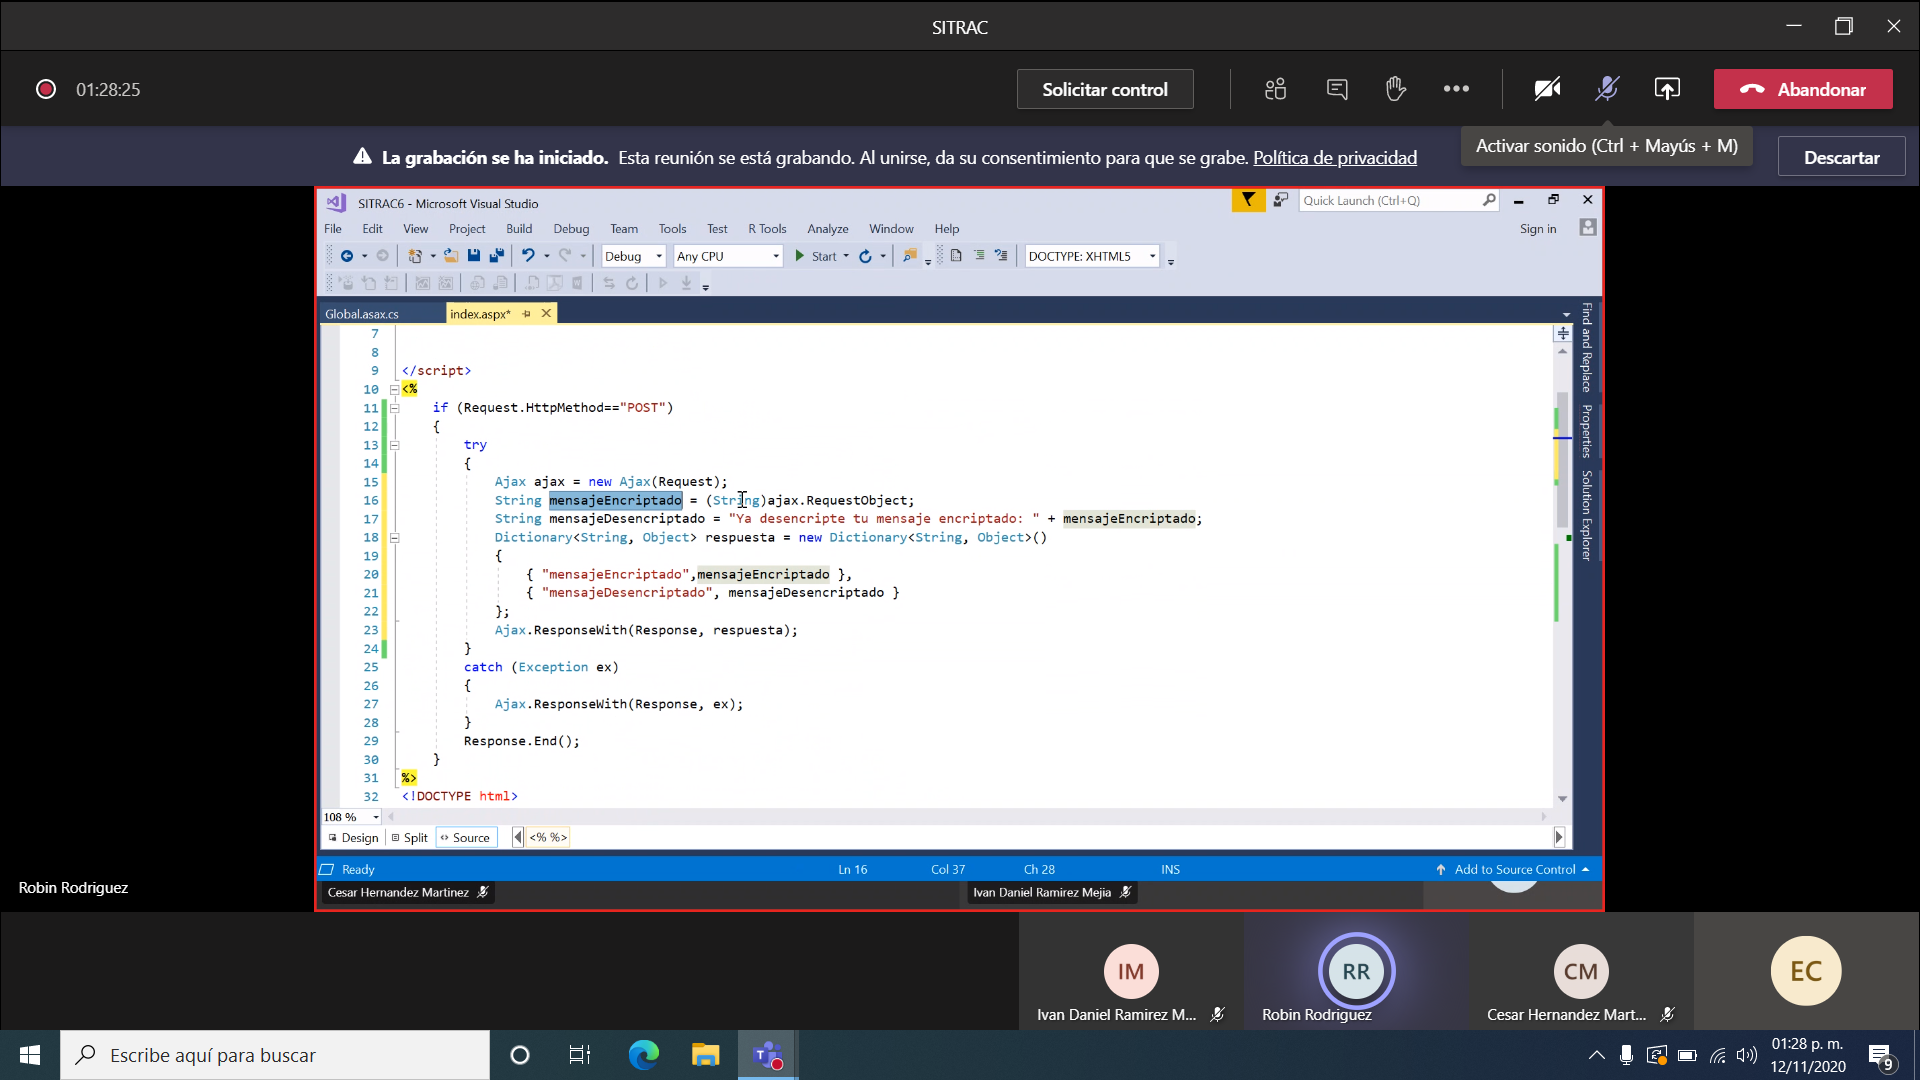 SITRAC
01:28:25
Solicitar control
Abandonar
La grabación se ha iniciado. Esta reunión se está grabando. Al unirse, da su consentimiento para que se grabe. Política de privacidad
Activar sonido (Ctrl + Mayús + M)
Descartar
SITRAC6 - Microsoft Visual Studio
Quick Launch (Ctrl+Q)
File Edit View Project Build Debug Team Tools Test R Tools Analyze Window Help
Sign in
Debug Any CPU Start DOCTYPE: XHTML5
Global.asax.cs index.aspx*
7
8
9 </script>
10 <%
11 if (Request.HttpMethod=="POST")
12 {
13 try
14 {
15 Ajax ajax = new Ajax(Request);
16 String mensajeEncriptado = (String)ajax.RequestObject;
17 String mensajeDesencriptado = "Ya desencripte tu mensaje encriptado: " + mensajeEncriptado;
18 Dictionary<String, Object> respuesta = new Dictionary<String, Object>()
19 {
20 { "mensajeEncriptado",mensajeEncriptado },
21 { "mensajeDesencriptado", mensajeDesencriptado }
22 };
23 Ajax.ResponseWith(Response, respuesta);
24 }
25 catch (Exception ex)
26 {
27 Ajax.ResponseWith(Response, ex);
28 }
29 Response.End();
30 }
31 %>
32 <!DOCTYPE html>
Find and Replace
Properties
Solution Explorer
108 %
Design Split Source <% %>
Ready Ln 16 Col 37 Ch 28 INS Add to Source Control
Cesar Hernandez Martinez
Ivan Daniel Ramirez Mejia
Robin Rodriguez
IM
RR
CM
EC
Ivan Daniel Ramirez M...
Robin Rodriguez
Cesar Hernandez Mart...
Escribe aquí para buscar
01:28 p. m.
12/11/2020
9